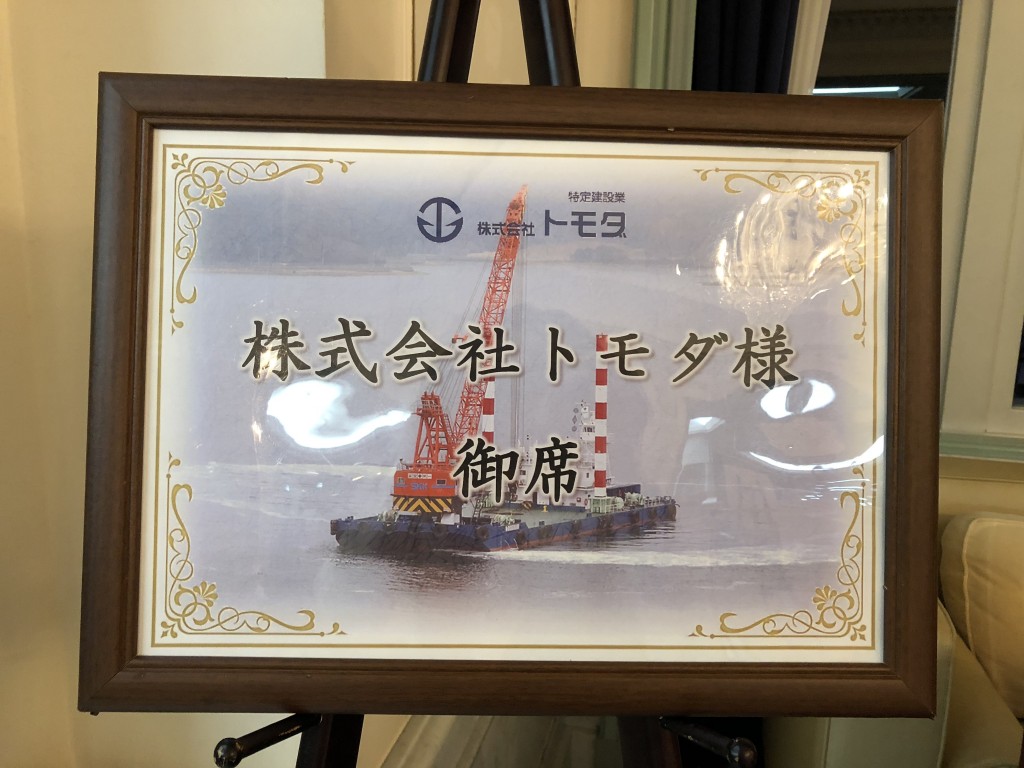 特定建設業
株式会社 トモダ
株式会社トモダ様
御席